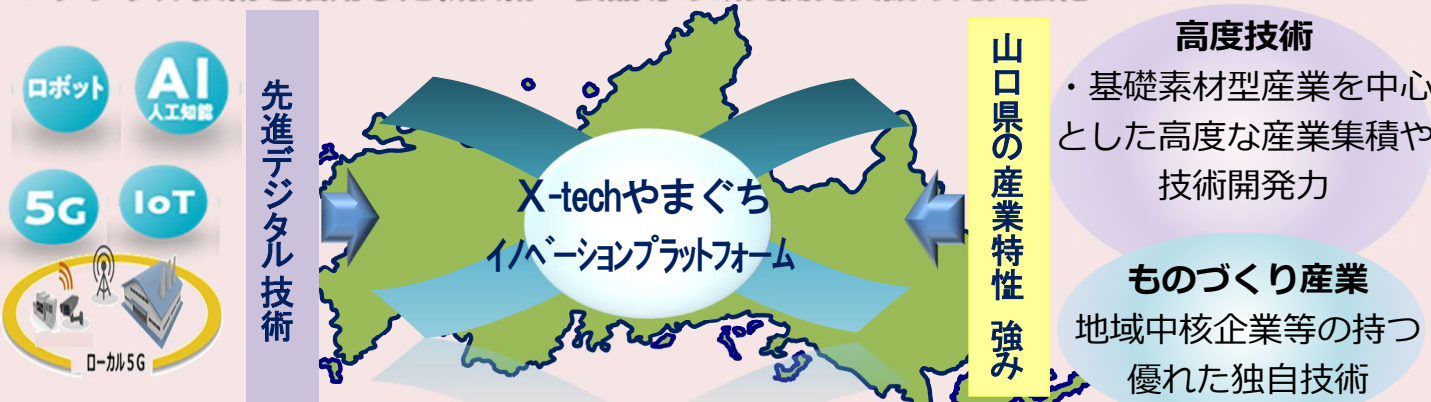 ロボット
AI
人工知能
5G
IoT
ローカル5G
先進デジタル技術
X-techやまぐち
イノベーションプラットフォーム
山口県の産業特性 強み
高度技術
・基礎素材型産業を中心
とした高度な産業集積や
技術開発力
ものづくり産業
地域中核企業等の持つ
優れた独自技術